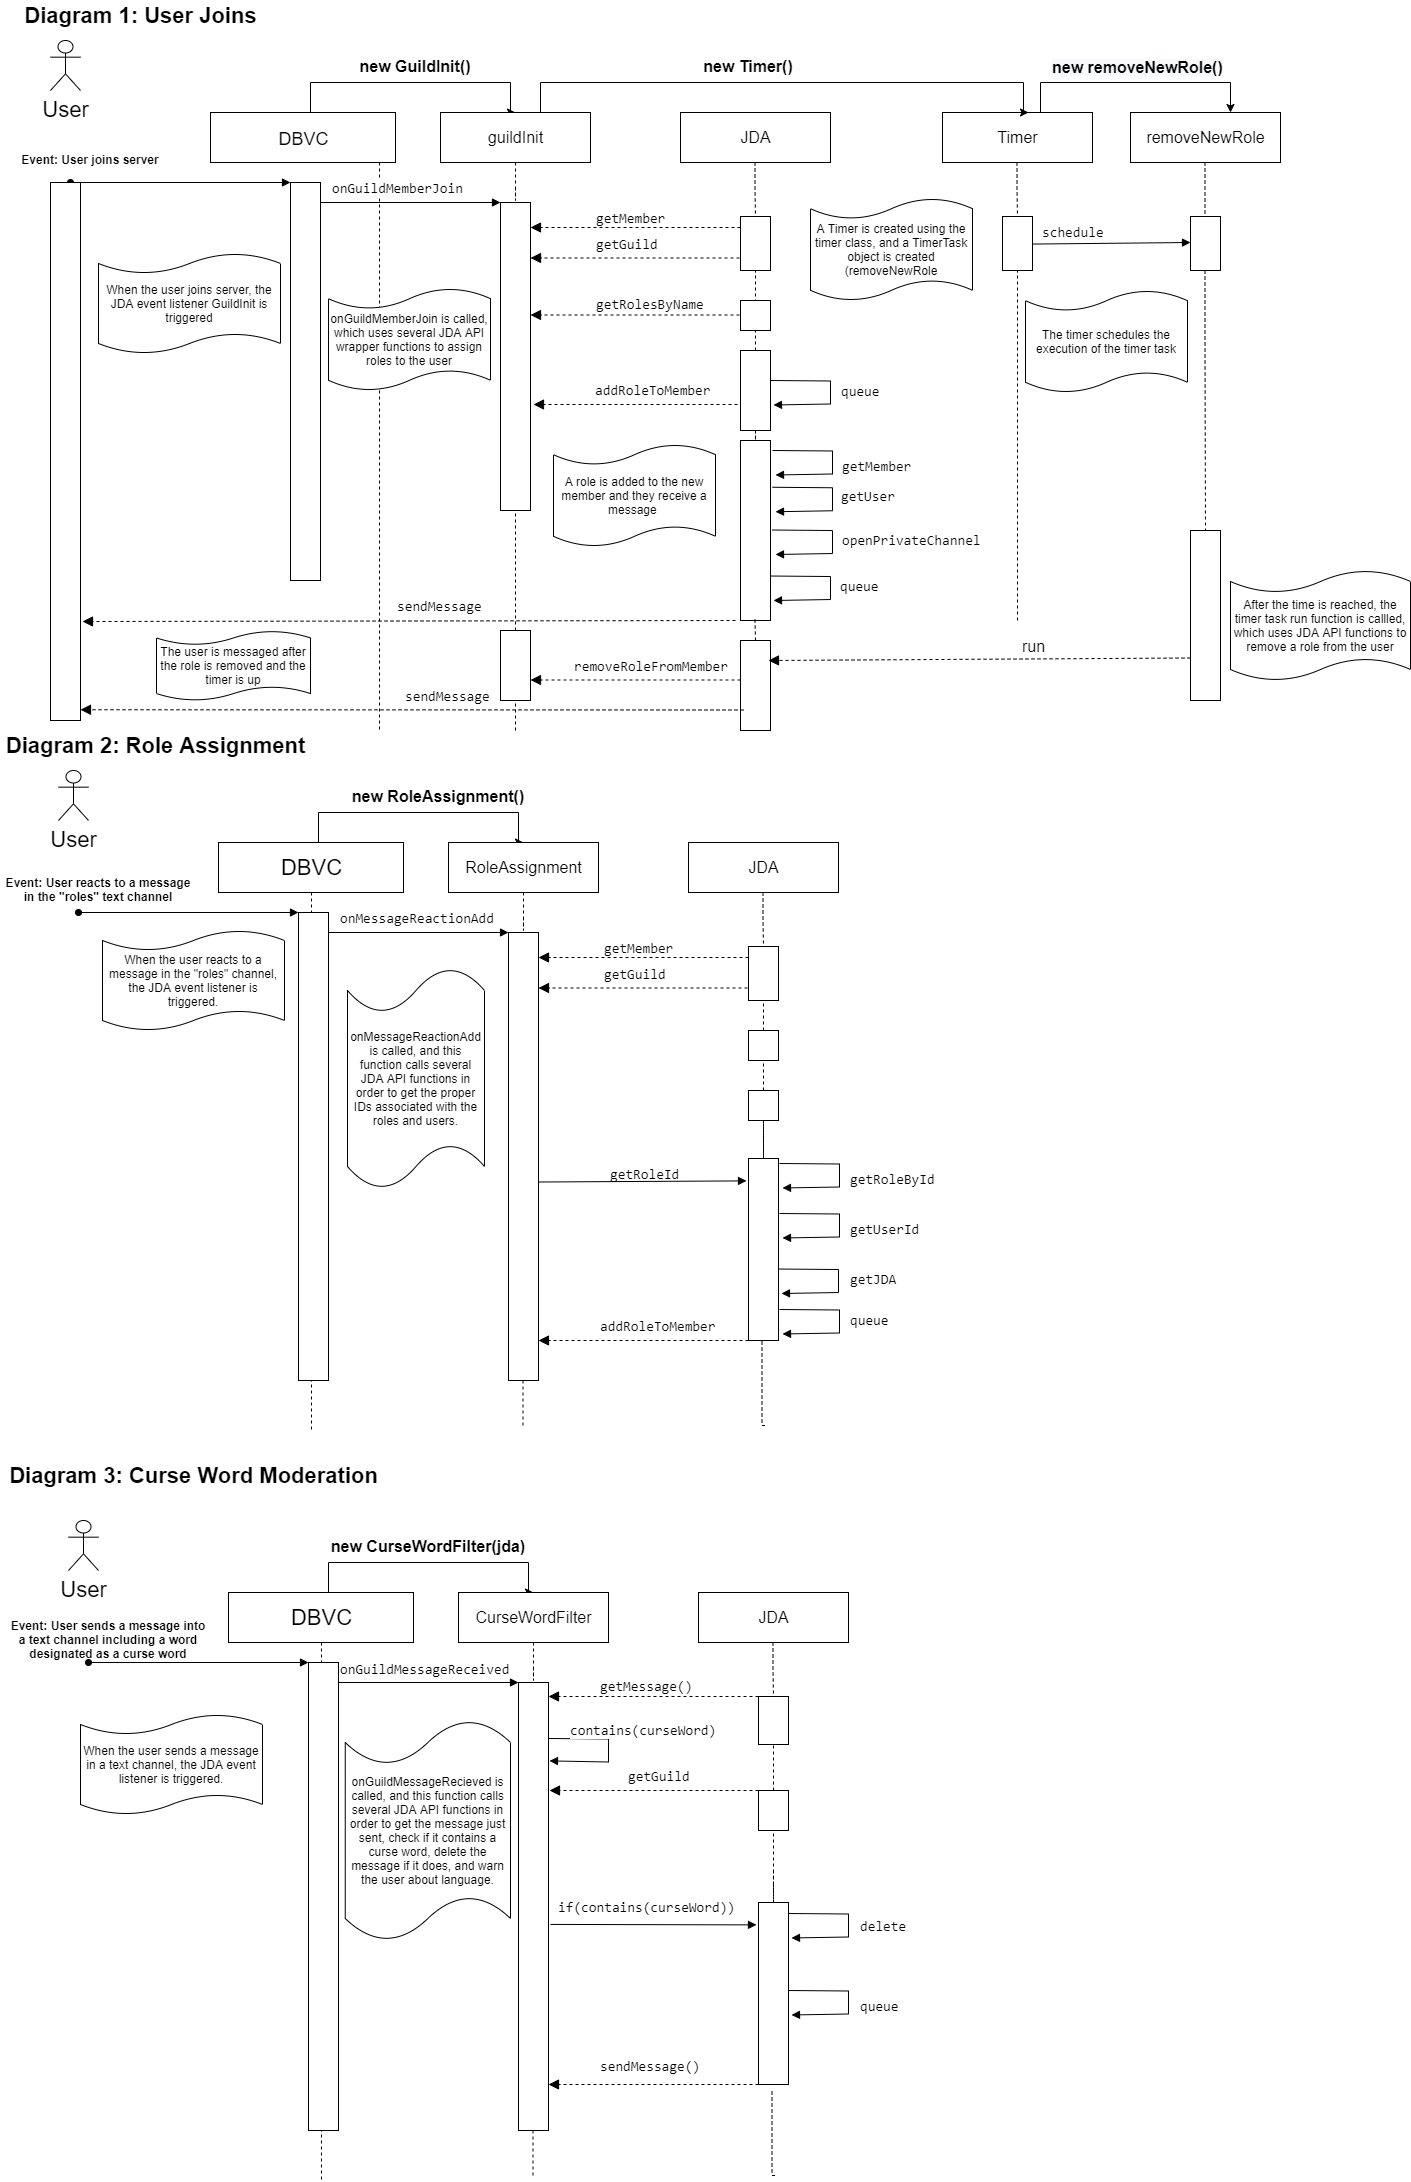 Diagram 1: User Joins
new GuildInit()
new Timer()
new removeNewRole()
User
DBVC
guildInit
JDA
Timer
removeNewRole
Event: User joins server
onGuildMemberJoin
getMember
getGuild
A Timer is created using the
timer class, and a TimerTask
object is created
(removeNewRole
schedule
When the user joins server, the
JDA event listener GuildInit is
triggered
onGuildMemberJoin is called,
which uses several JDA API
wrapper functions to assign
roles to the user
getRolesByName
The timer schedules the
execution of the timer task
addRoleToMember
queue
A role is added to the new
member and they receive a
message
getMember
getUser
openPrivateChannel
queue
sendMessage
After the time is reached, the
timer task run function is callled,
which uses JDA API functions to
remove a role from the user
run
The user is messaged after
the role is removed and the
timer is up
removeRoleFromMember
sendMessage
Diagram 2: Role Assignment
new RoleAssignment()
User
DBVC
RoleAssignment
JDA
Event: User reacts to a message
in the "roles" text channel
onMessageReactionAdd
getMember
getGuild
When the user reacts to a
message in the "roles" channel,
the JDA event listener is
triggered.
onMessageReactionAdd
is called, and this
function calls several
JDA API functions in
order to get the proper
IDs associated with the
roles and users.
getRoleId
getRoleById
getUserId
getJDA
queue
addRoleToMember
Diagram 3: Curse Word Moderation
new CurseWordFilter(jda)
User
DBVC
CurseWordFilter
JDA
Event: User sends a message into
a text channel including a word
designated as a curse word
onGuildMessageReceived
getMessage()
contains(curseWord)
getGuild
When the user sends a message
in a text channel, the JDA event
listener is triggered.
onGuildMessageRecieved is
called, and this function calls
several JDA API functions in
order to get the message just
sent, check if it contains a
curse word, delete the
message if it does, and warn
the user about language.
if(contains(curseWord))
delete
queue
sendMessage()